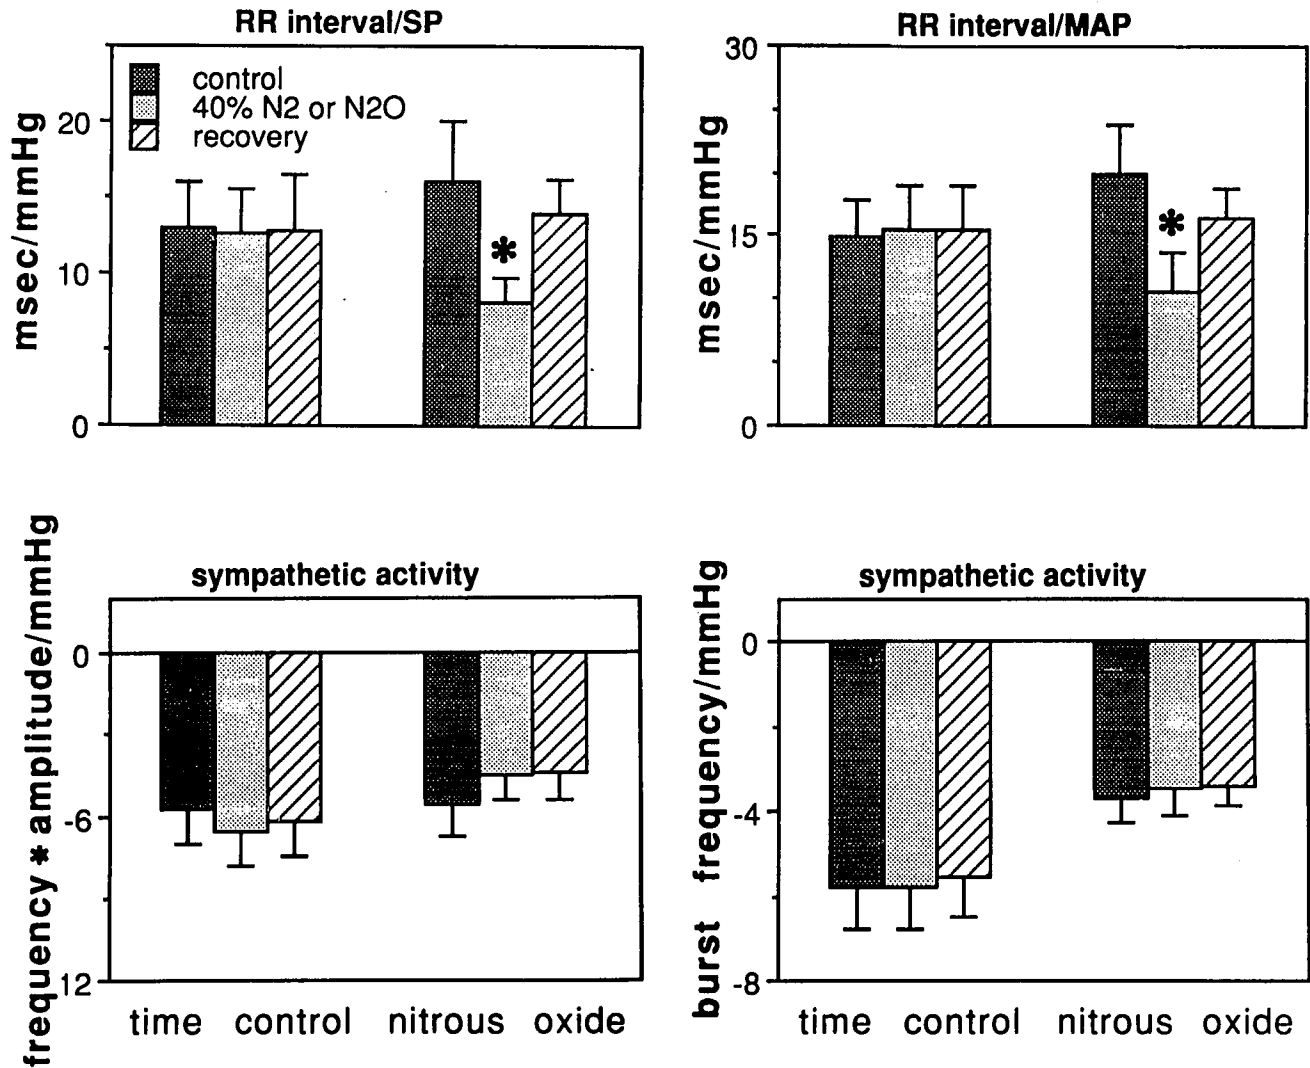 RR interval/SP
msec/mmHg
20
10
0
control
40% N2 or N2O
recovery
*
RR interval/MAP
msec/mmHg
30
15
0
*
sympathetic activity
frequency * amplitude/mmHg
0
-6
12
time control nitrous oxide
sympathetic activity
burst frequency/mmHg
0
-4
-8
time control nitrous oxide